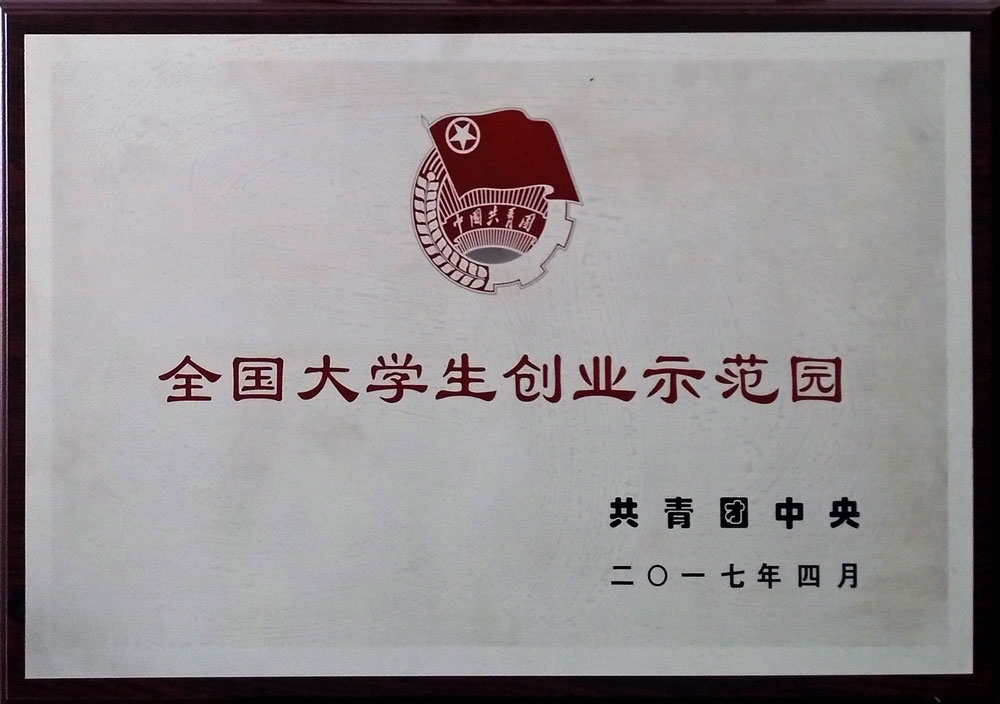 中国共青团
全国大学生创业示范园
共青团中央
二〇一七年四月